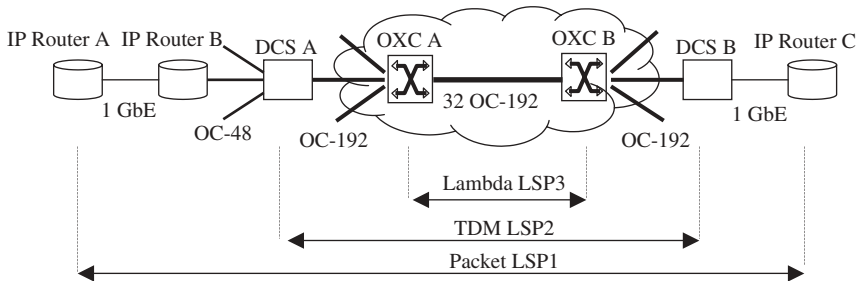 IP Router A
IP Router B
DCS A
OXC A
OXC B
DCS B
IP Router C
1 GbE
OC-48
OC-192
32 OC-192
OC-192
1 GbE
Lambda LSP3
TDM LSP2
Packet LSP1